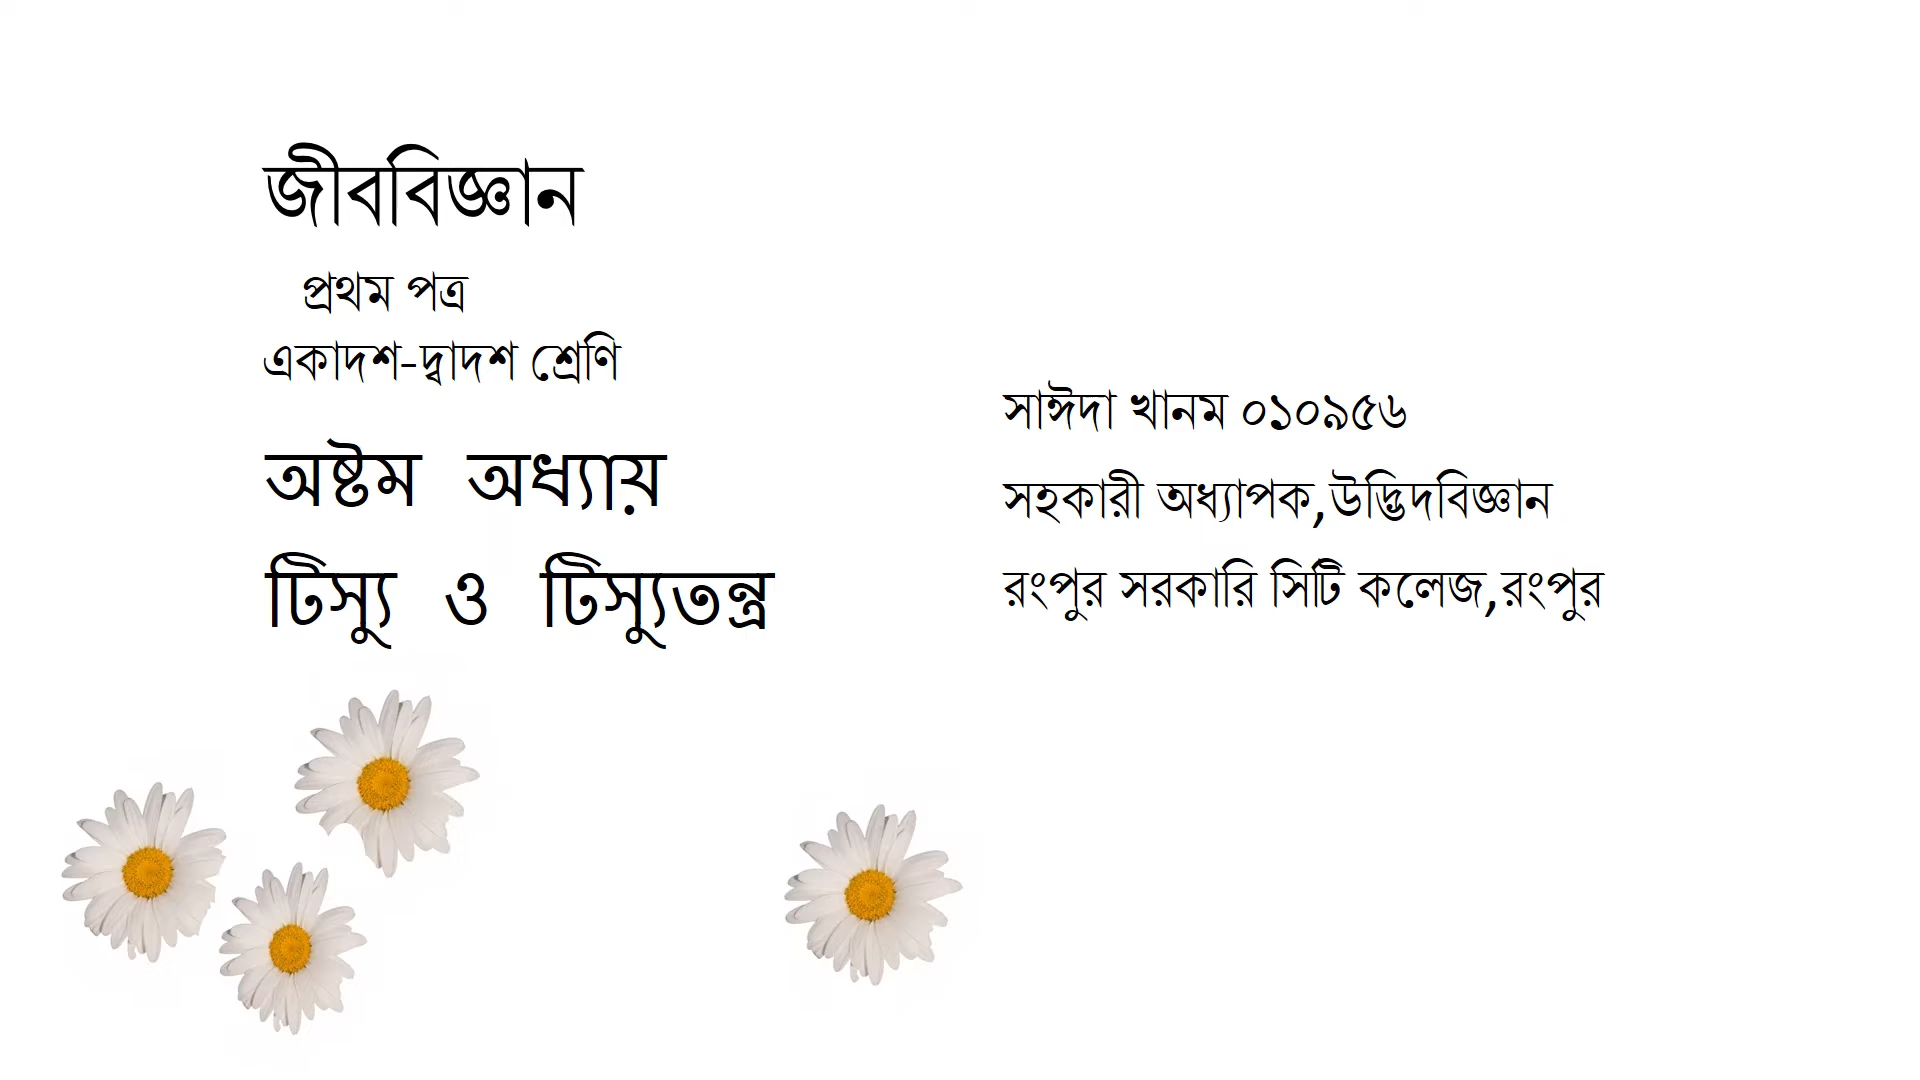 জীববিজ্ঞান
প্রথম পত্র
একাদশ-দ্বাদশ শ্রেণি
অষ্টম অধ্যায়
টিস্যু ও টিস্যুতন্ত্র
সাঈদা খানম ০১০৯৫৬
সহকারী অধ্যাপক,উদ্ভিদবিজ্ঞান
রংপুর সরকারি সিটি কলেজ,রংপুর